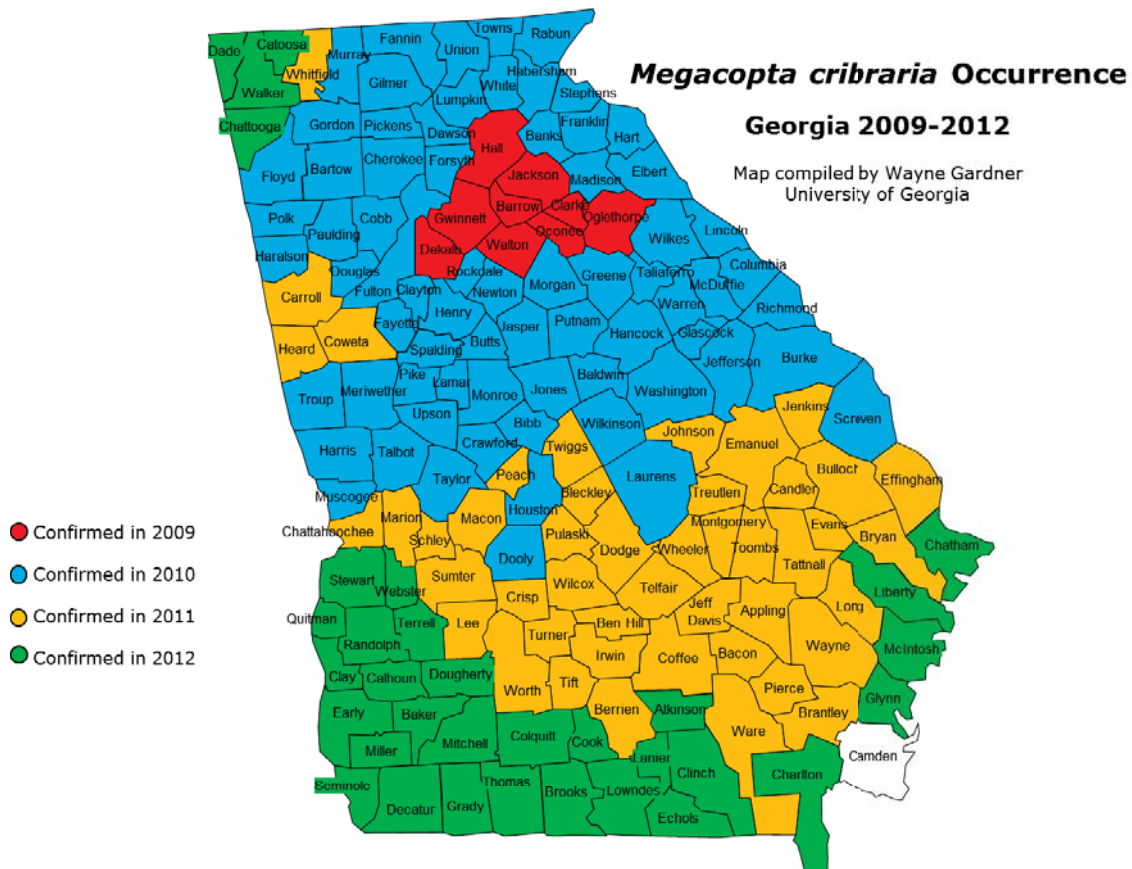 Megacopta cribraria Occurrence
Georgia 2009-2012
Map compiled by Wayne Gardner
University of Georgia
Dade
Catoosa
Whitfield
Murray
Fannin
Union
Towns
Rabun
Walker
Gilmer
White
Habersham
Stephens
Lumpkin
Chattooga
Gordon
Pickens
Dawson
Hall
Banks
Franklin
Hart
Floyd
Bartow
Cherokee
Forsyth
Jackson
Madison
Elbert
Polk
Paulding
Cobb
Gwinnett
Barrow
Clarke
Oglethorpe
Oconee
Wilkes
Lincoln
Haralson
Douglas
Dekalb
Walton
Rockdale
Newton
Morgan
Greene
Taliaferro
Columbia
McDuffie
Carroll
Fulton
Clayton
Henry
Warren
Richmond
Heard
Coweta
Fayette
Spalding
Butts
Jasper
Putnam
Hancock
Glascock
Jefferson
Burke
Troup
Meriwether
Pike
Lamar
Monroe
Jones
Baldwin
Washington
Upson
Bibb
Wilkinson
Johnson
Emanuel
Jenkins
Screven
Harris
Talbot
Crawford
Twiggs
Taylor
Peach
Laurens
Treutlen
Candler
Bulloch
Effingham
Muscogee
Houston
Bleckley
Chattahoochee
Marion
Schley
Macon
Dooly
Pulaski
Dodge
Wheeler
Montgomery
Toombs
Evans
Bryan
Chatham
Tattnall
Stewart
Webster
Sumter
Crisp
Wilcox
Telfair
Jeff
Davis
Appling
Long
Liberty
Quitman
Randolph
Terrell
Lee
Turner
Ben Hill
Irwin
Coffee
Bacon
Wayne
McIntosh
Clay
Calhoun
Dougherty
Worth
Tift
Pierce
Brantley
Glynn
Early
Baker
Mitchell
Colquitt
Cook
Berrien
Atkinson
Ware
Camden
Miller
Lanier
Clinch
Charlton
Seminole
Decatur
Grady
Thomas
Brooks
Lowndes
Echols
Confirmed in 2009
Confirmed in 2010
Confirmed in 2011
Confirmed in 2012